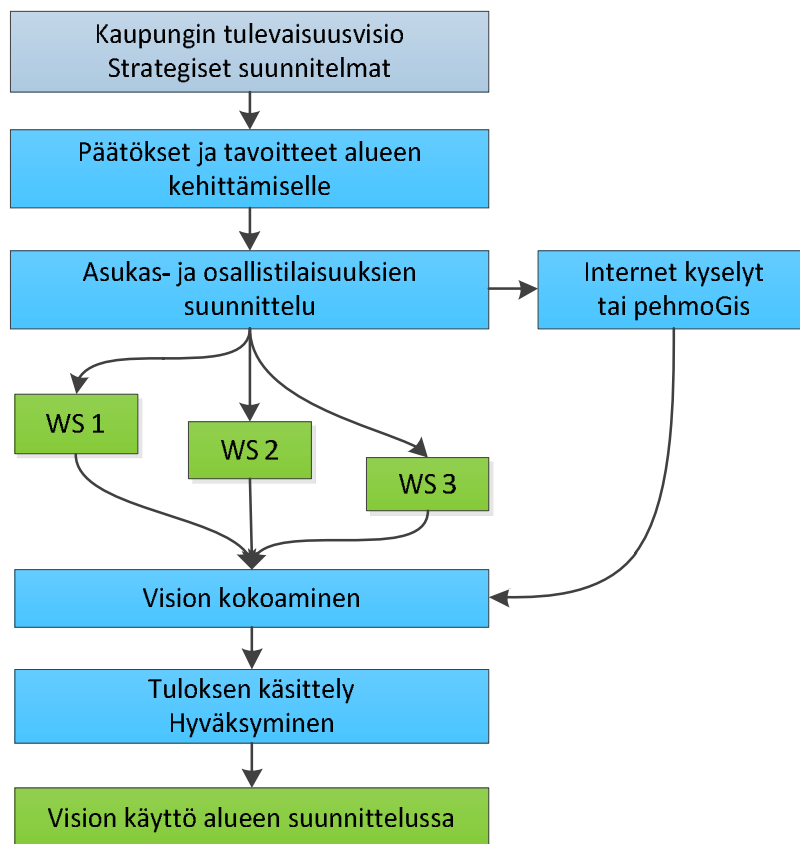 Kaupungin tulevaisuusvisio
Strategiset suunnitelmat
Päätökset ja tavoitteet alueen
kehittämiselle
Asukas- ja osallistilaisuuksien
suunnittelu
Internet kyselyt
tai pehmoGis
WS 1
WS 2
WS 3
Vision kokoaminen
Tuloksen käsittely
Hyväksyminen
Vision käyttö alueen suunnittelussa